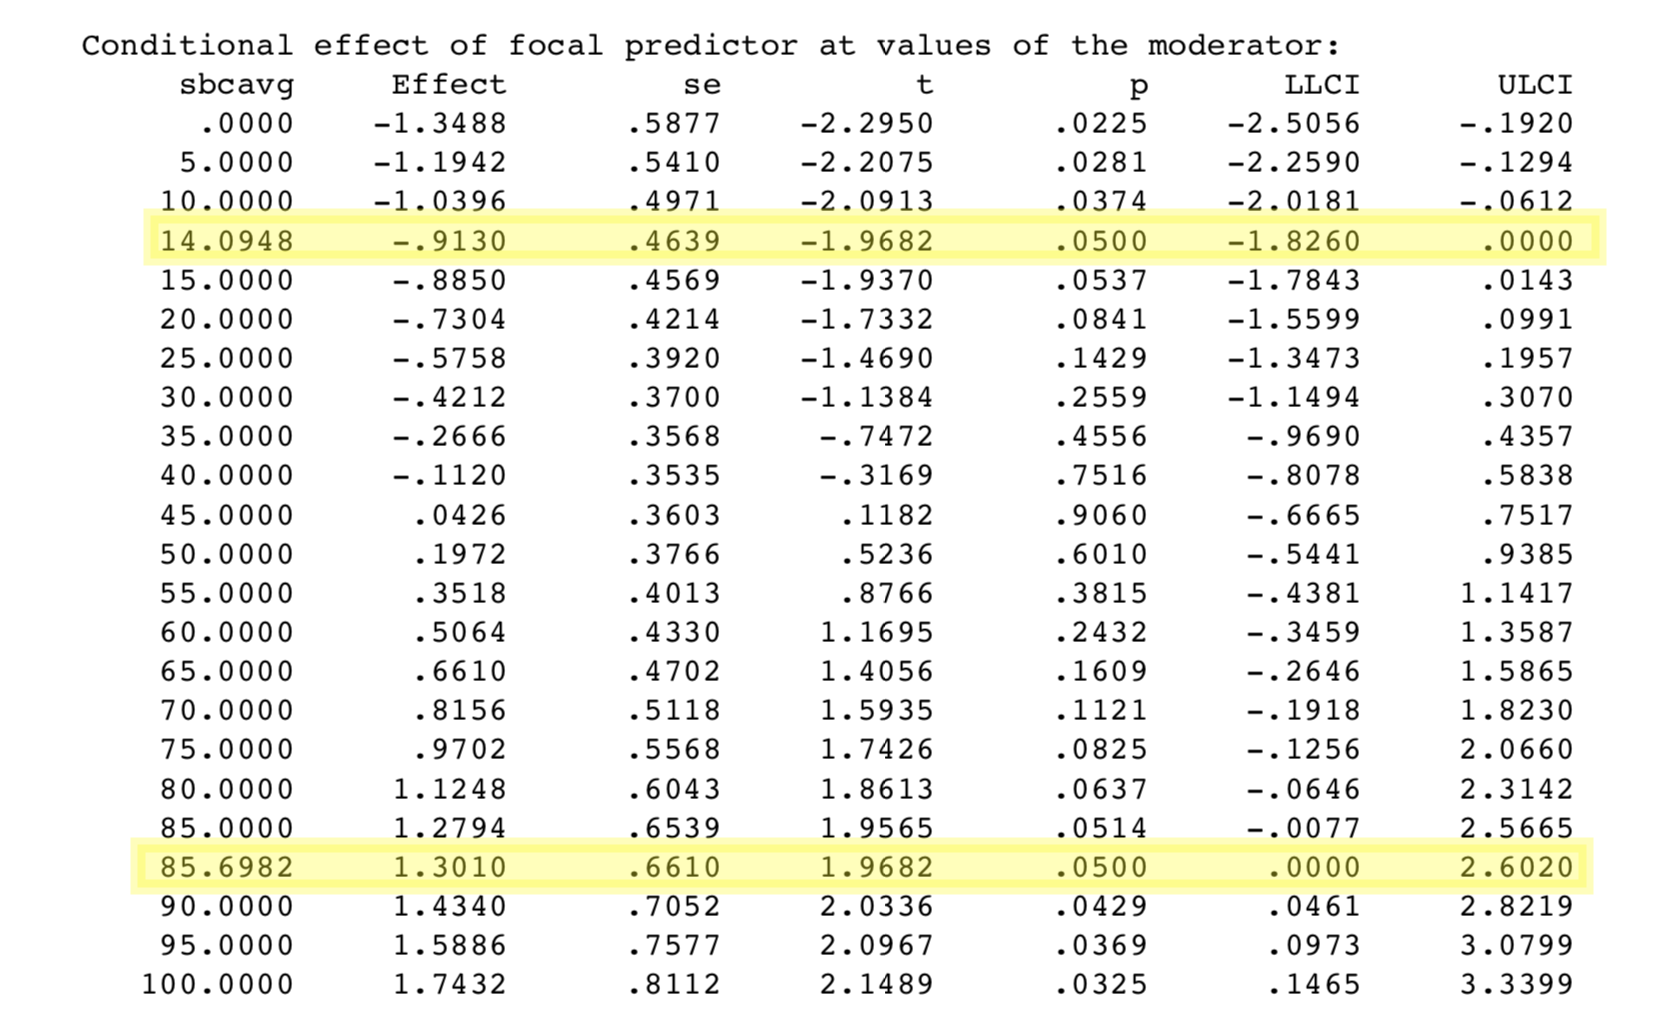 Conditional effect of focal predictor at values of the moderator:
sbcavg Effect se t p LLCI ULCI
.0000 -1.3488 .5877 -2.2950 .0225 -2.5056 -.1920
5.0000 -1.1942 .5410 -2.2075 .0281 -2.2590 -.1294
10.0000 -1.0396 .4971 -2.0913 .0374 -2.0181 -.0612
14.0948 -.9130 .4639 -1.9682 .0500 -1.8260 .0000
15.0000 -.8850 .4569 -1.9370 .0537 -1.7843 .0143
20.0000 -.7304 .4214 -1.7332 .0841 -1.5599 .0991
25.0000 -.5758 .3920 -1.4690 .1429 -1.3473 .1957
30.0000 -.4212 .3700 -1.1384 .2559 -1.1494 .3070
35.0000 -.2666 .3568 -.7472 .4556 -.9690 .4357
40.0000 -.1120 .3535 -.3169 .7516 -.8078 .5838
45.0000 .0426 .3603 .1182 .9060 -.6665 .7517
50.0000 .1972 .3766 .5236 .6010 -.5441 .9385
55.0000 .3518 .4013 .8766 .3815 -.4381 1.1417
60.0000 .5064 .4330 1.1695 .2432 -.3459 1.3587
65.0000 .6610 .4702 1.4056 .1609 -.2646 1.5865
70.0000 .8156 .5118 1.5935 .1121 -.1918 1.8230
75.0000 .9702 .5568 1.7426 .0825 -.1256 2.0660
80.0000 1.1248 .6043 1.8613 .0637 -.0646 2.3142
85.0000 1.2794 .6539 1.9565 .0514 -.0077 2.5665
85.6982 1.3010 .6610 1.9682 .0500 .0000 2.6020
90.0000 1.4340 .7052 2.0336 .0429 .0461 2.8219
95.0000 1.5886 .7577 2.0967 .0369 .0973 3.0799
100.0000 1.7432 .8112 2.1489 .0325 .1465 3.3399